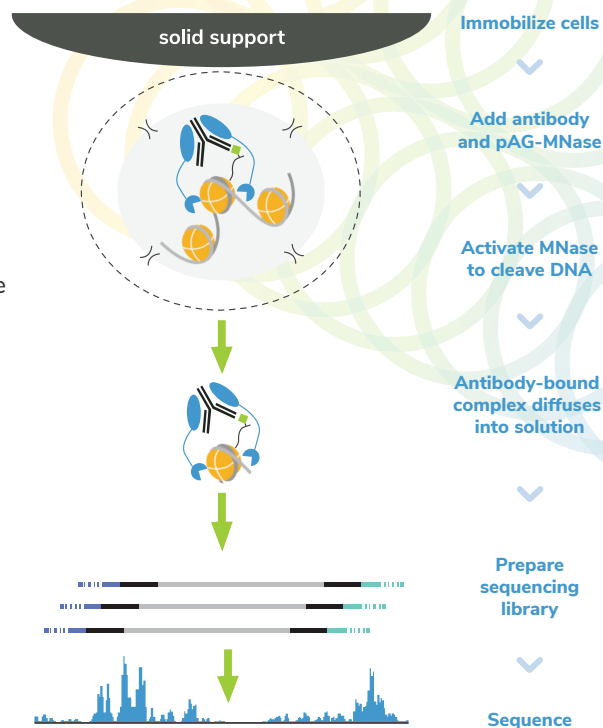 solid support
Immobilize cells
Add antibody
and pAG-MNase
e
Activate MNase
to cleave DNA
Antibody-bound
complex diffuses
into solution
Prepare
sequencing
library
Sequence